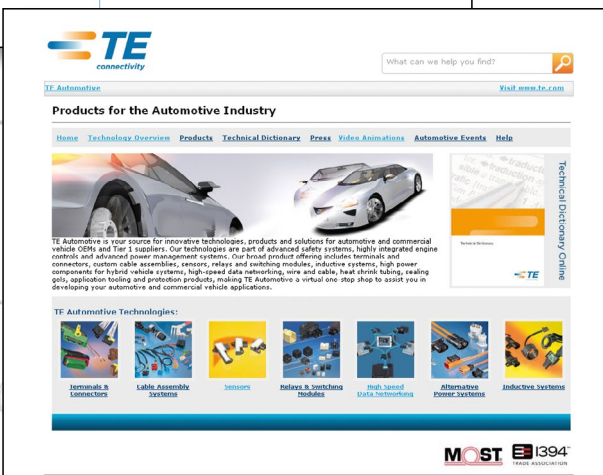 TE
connectivity
What can we help you find?
TE Automotive
Visit www.te.com
Products for the Automotive Industry
Home Technology Overview Products Technical Dictionary Press Video Animations Automotive Events Help
TE Automotive is your source for innovative technologies, products and solutions for automotive and commercial
vehicle OEMs and Tier 1 suppliers. Our technologies are part of advanced safety systems, highly integrated engine
controls and advanced power management systems. Our broad product offering includes terminals and
connectors, custom cable assemblies, sensors, relays and switching modules, inductive systems, high power
components for hybrid vehicle systems, high-speed data networking, wire and cable, heat shrink tubing, sealing
gels, application tooling and protection products, making TE Automotive a virtual one-stop shop to assist you in
developing your automotive and commercial vehicle applications.
Technical Dictionary
TE
Technical Dictionary Online
TE Automotive Technologies:
Terminals &
Connectors
Cable Assembly
Systems
Sensors
Relays & Switching
Modules
High Speed
Data Networking
Alternative
Power Systems
Inductive Systems
MOST
1394
TRADE ASSOCIATION